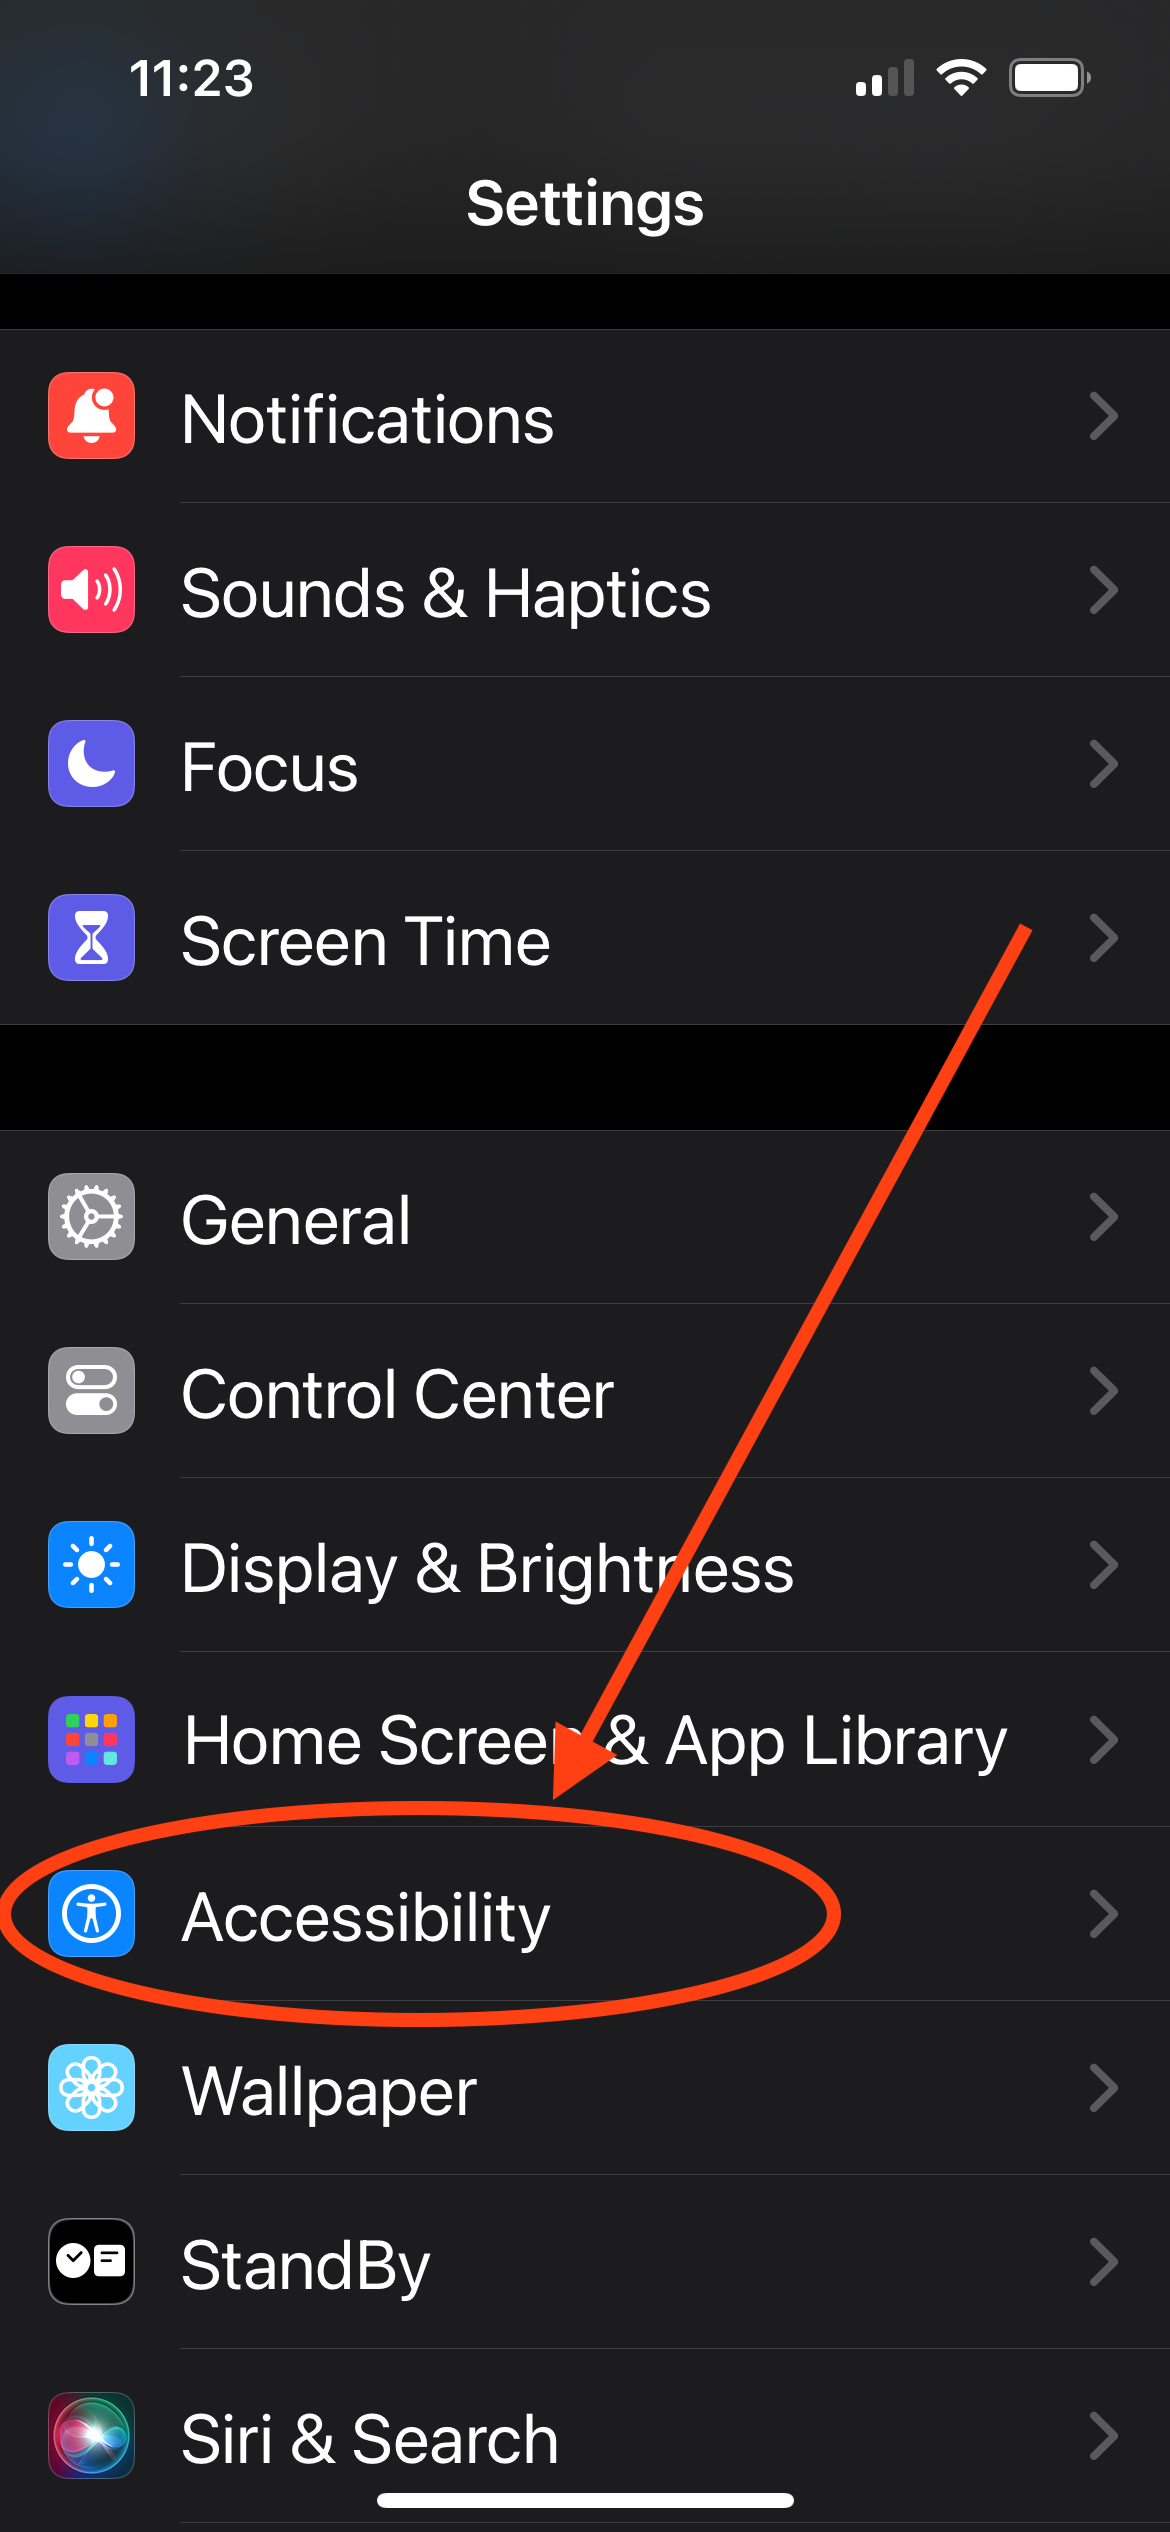 11:23
Settings
Notifications
Sounds & Haptics
Focus
Screen Time
General
Control Center
Display & Brightness
Home Screen & App Library
Accessibility
Wallpaper
StandBy
Siri & Search